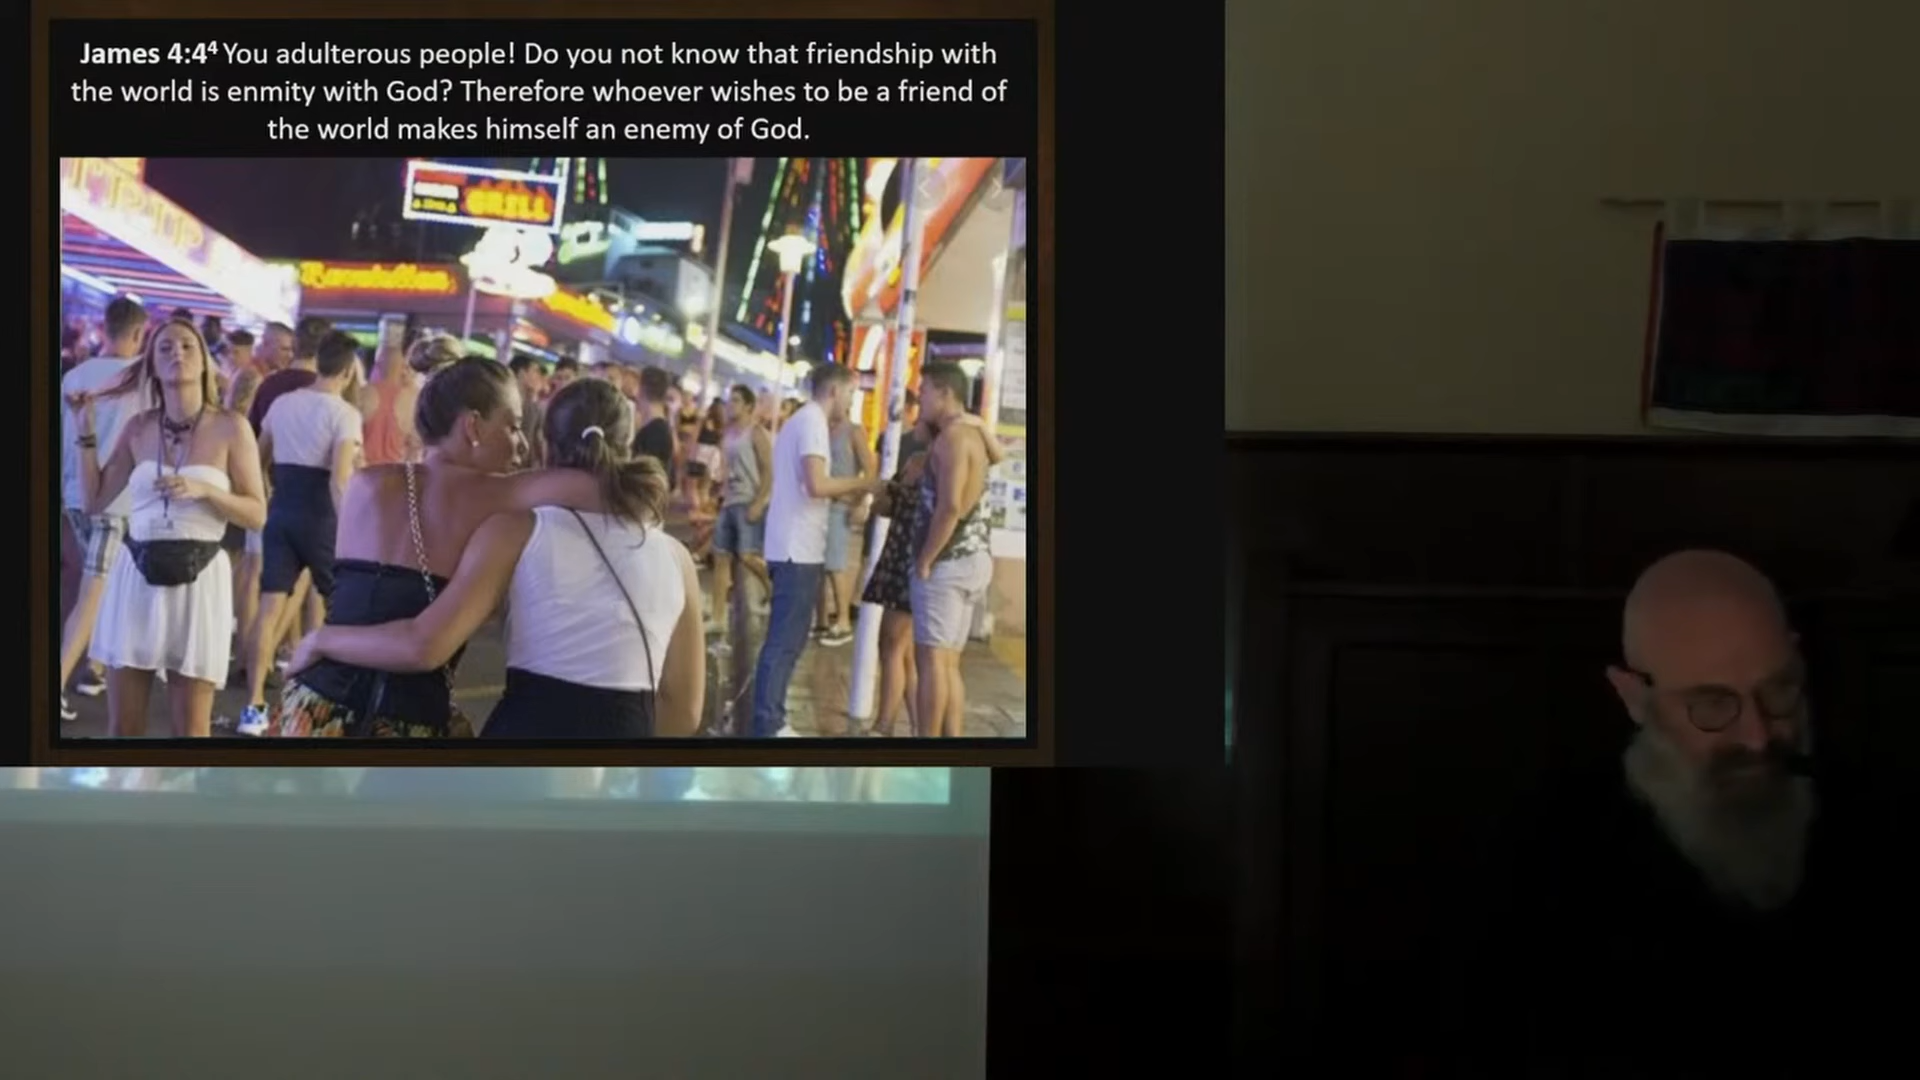 James 4:4⁴ You adulterous people! Do you not know that friendship with
the world is enmity with God? Therefore whoever wishes to be a friend of
the world makes himself an enemy of God.
GRILL
Revolution